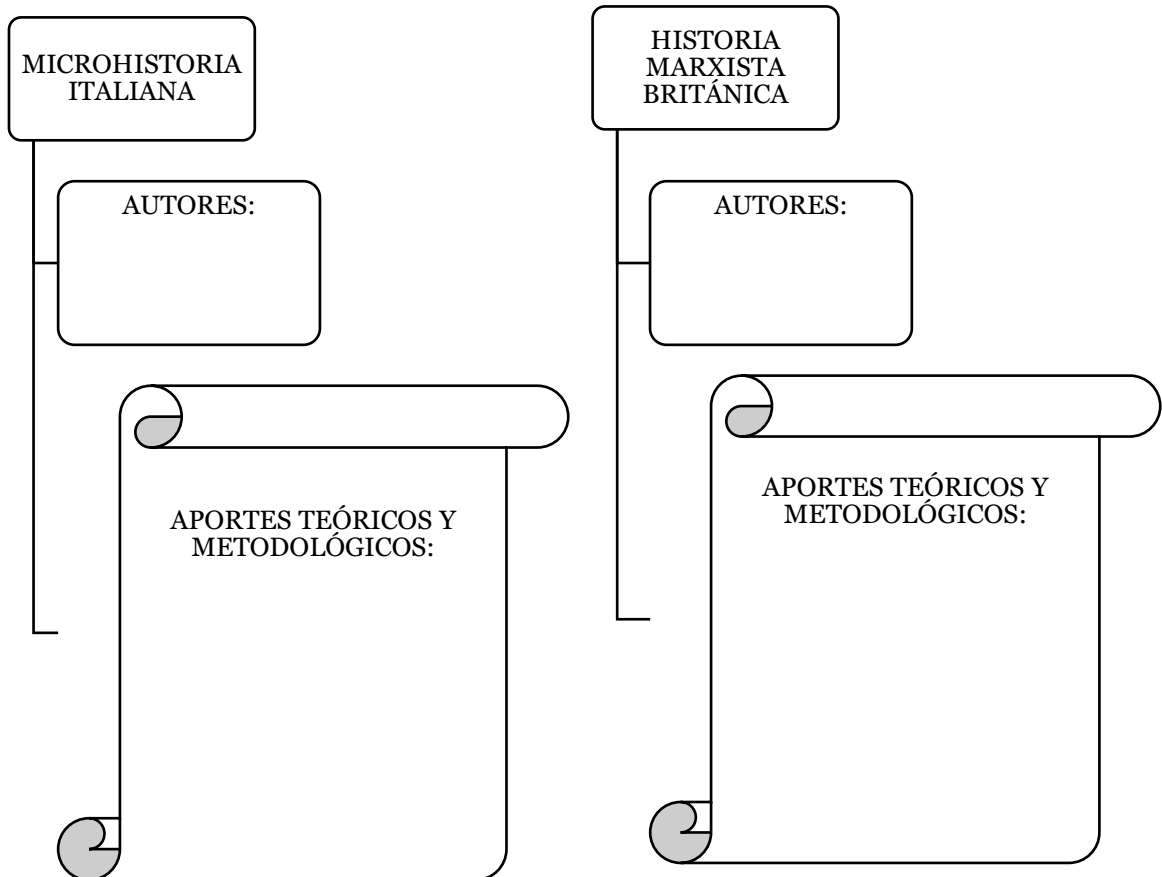 MICROHISTORIA
ITALIANA
AUTORES:
APORTES TEÓRICOS Y
METODOLÓGICOS:
HISTORIA
MARXISTA
BRITÁNICA
AUTORES:
APORTES TEÓRICOS Y
METODOLÓGICOS: